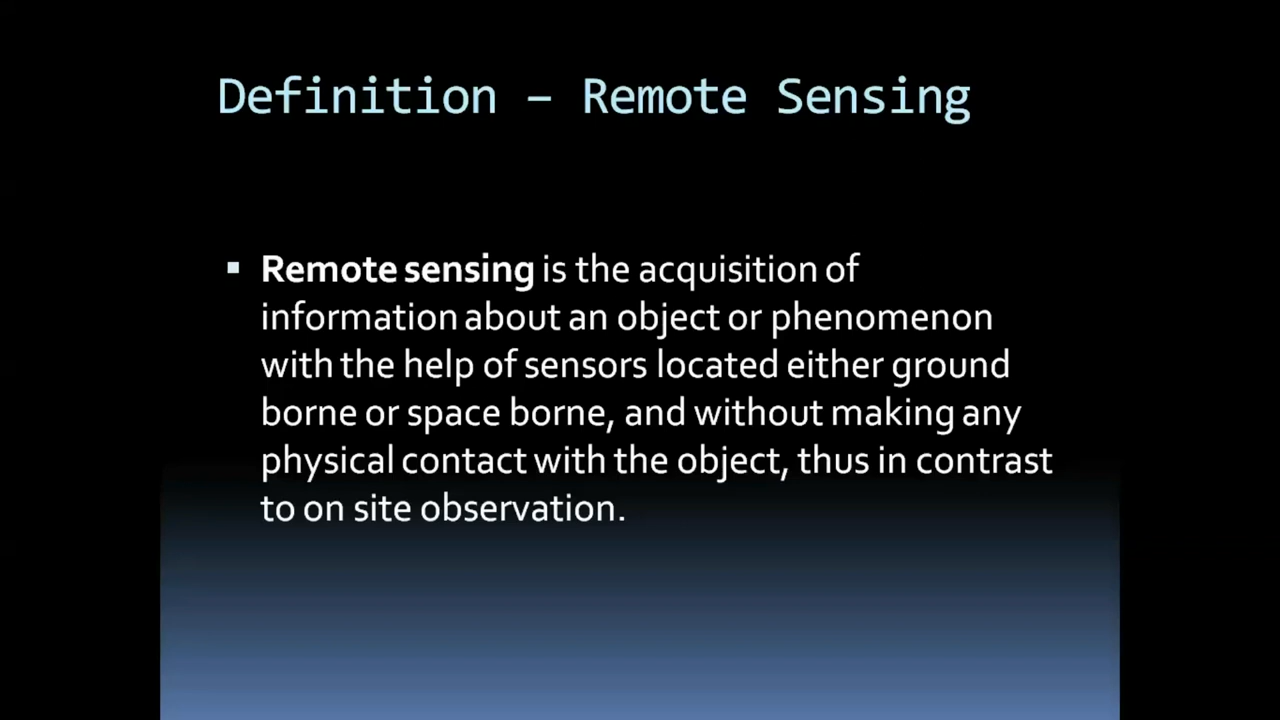 Definition – Remote Sensing
▪ Remote sensing is the acquisition of
information about an object or phenomenon
with the help of sensors located either ground
borne or space borne, and without making any
physical contact with the object, thus in contrast
to on site observation.